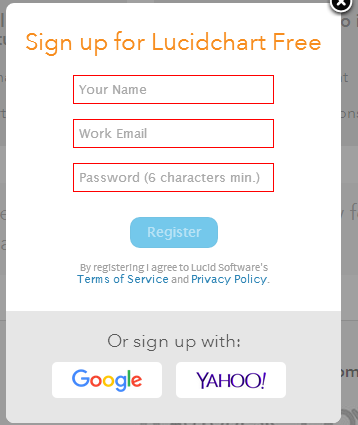 Sign up for Lucidchart Free
Your Name
Work Email
Password (6 characters min.)
Register
By registering I agree to Lucid Software's
Terms of Service and Privacy Policy.
Or sign up with:
Google
YAHOO!